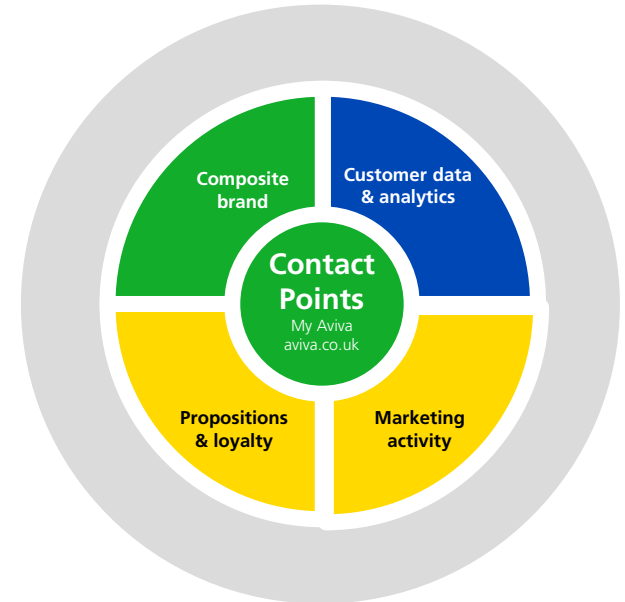 Composite
brand
Customer data
& analytics
Contact
Points
My Aviva
aviva.co.uk
Propositions
& loyalty
Marketing
activity